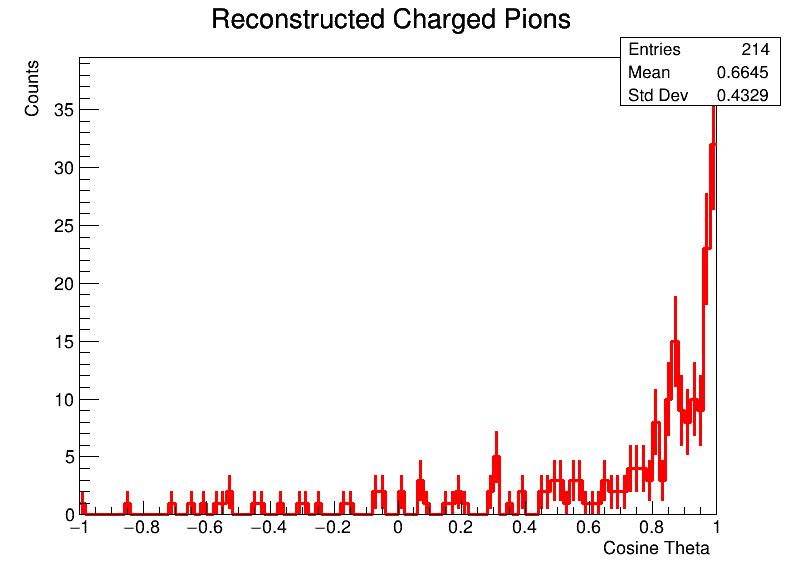 Reconstructed Charged Pions
Entries 214
Mean 0.6645
Std Dev 0.4329
Counts
35
30
25
20
15
10
5
0
−1 −0.8 −0.6 −0.4 −0.2 0 0.2 0.4 0.6 0.8 1
Cosine Theta